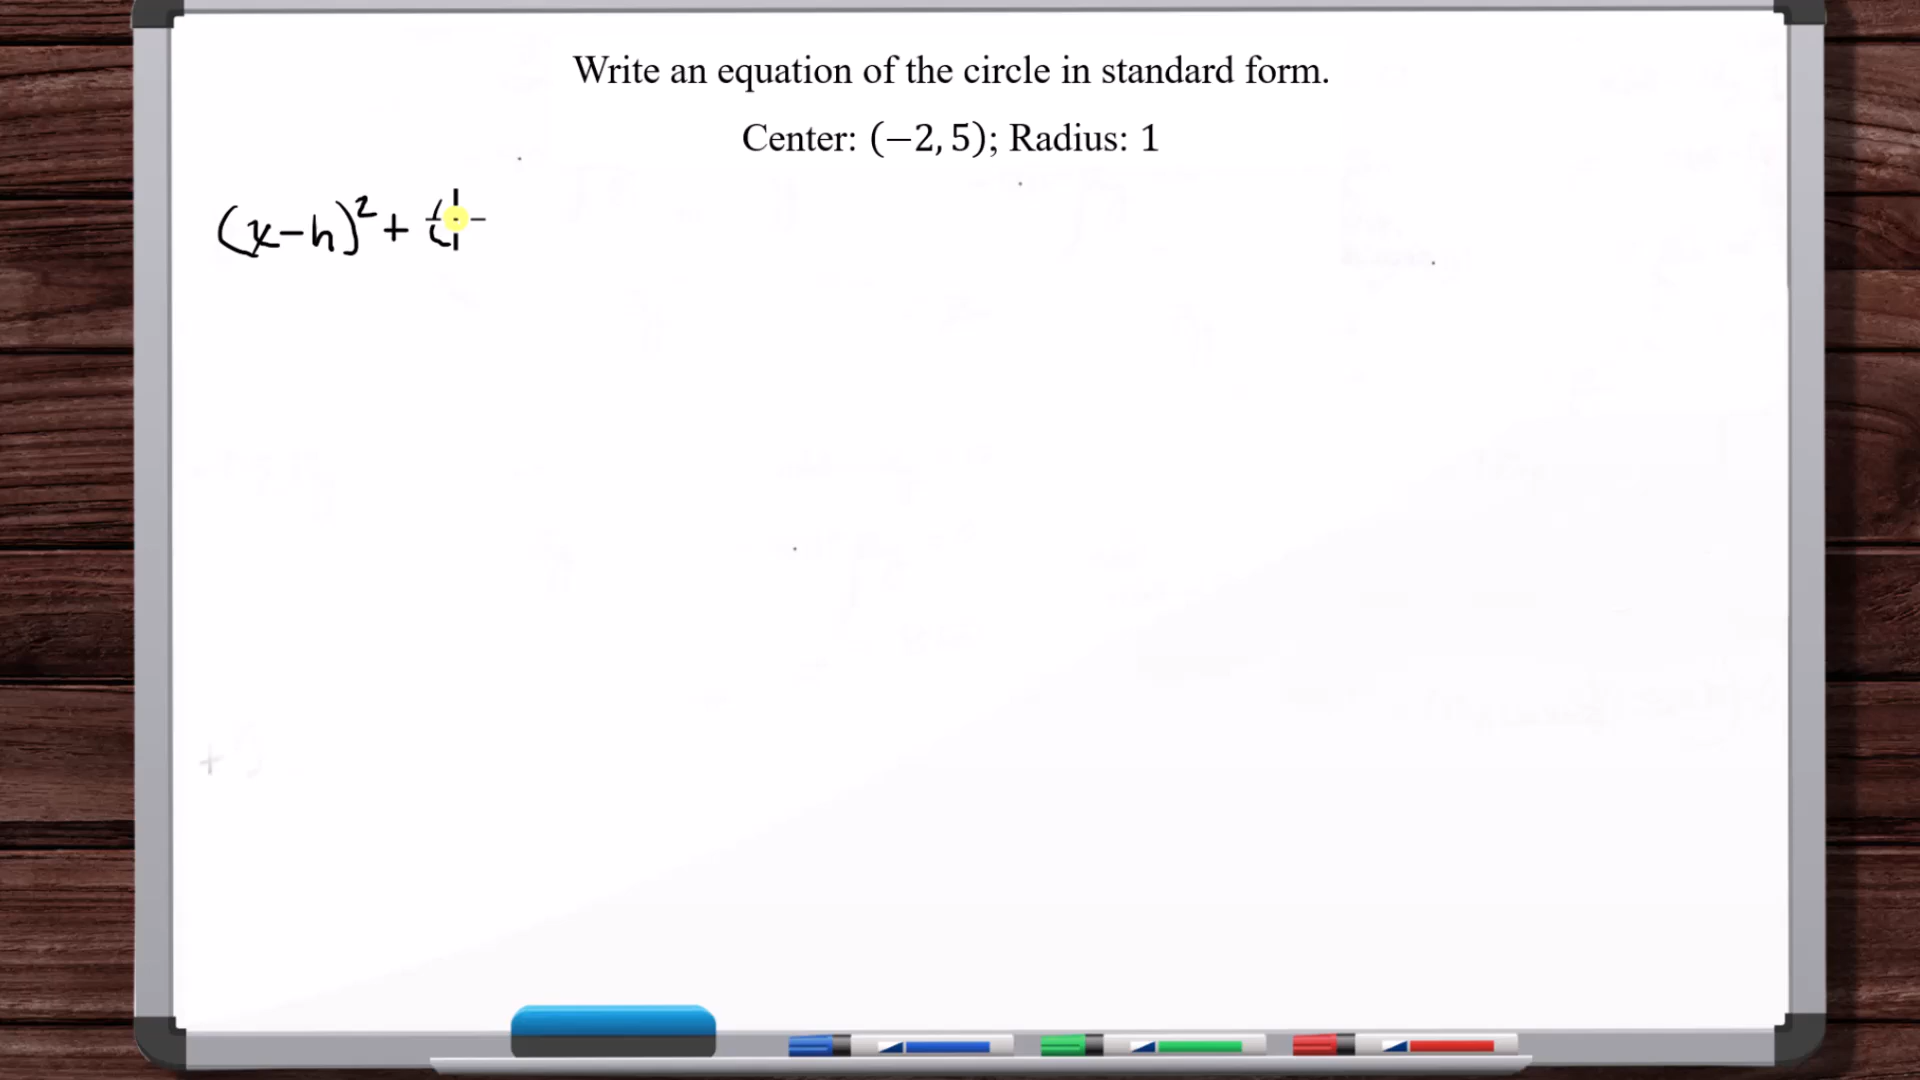 Write an equation of the circle in standard form.
Center: (−2, 5); Radius: 1
(x-h)² + (